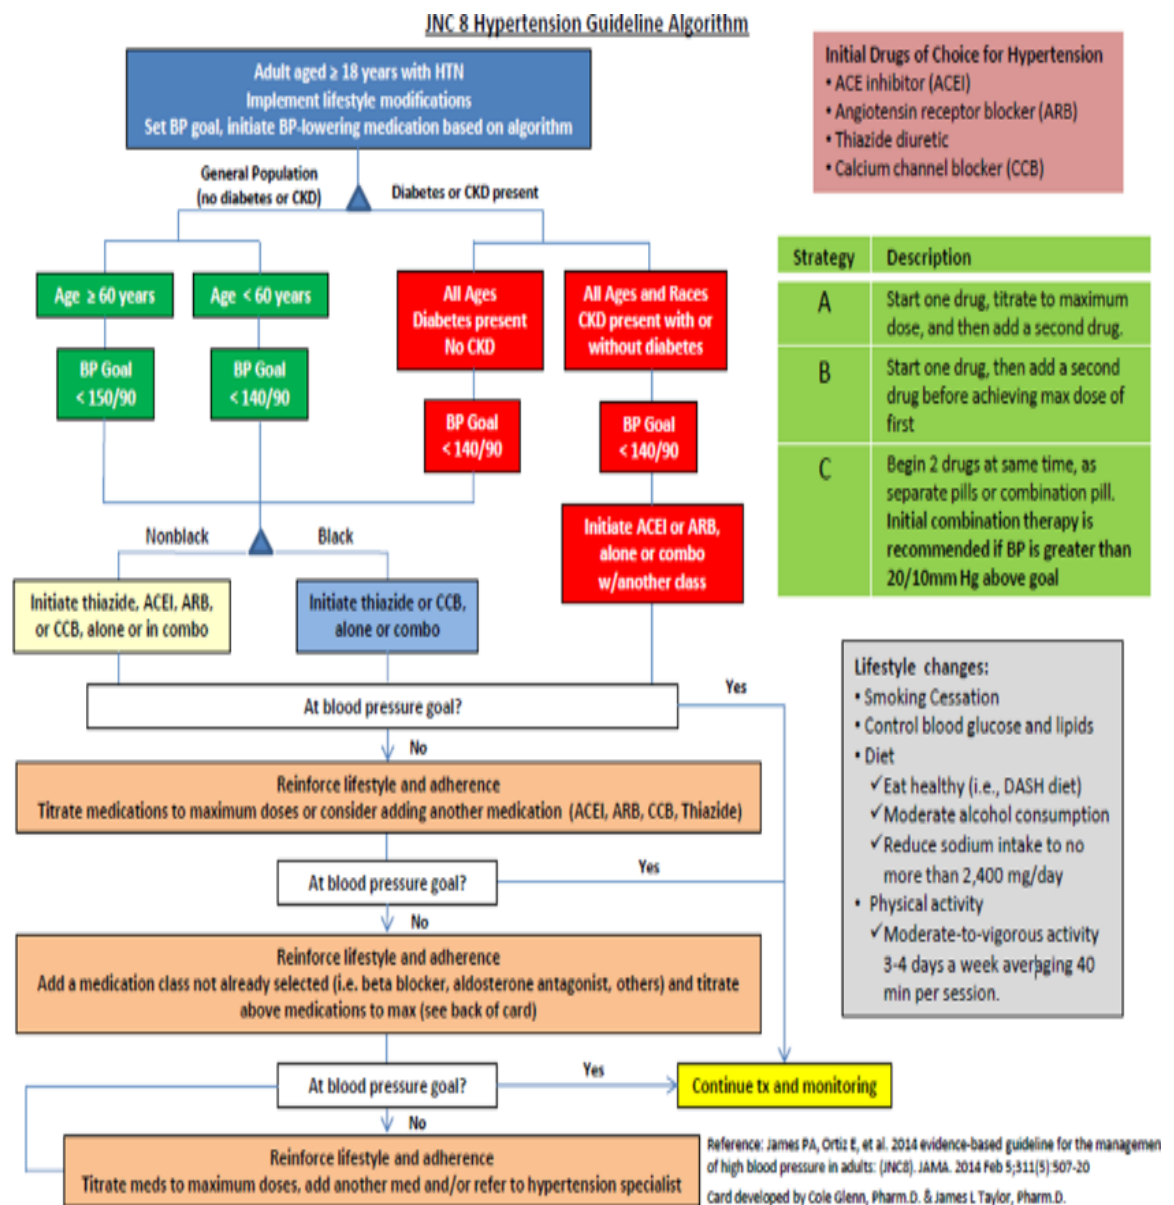 JNC 8 Hypertension Guideline Algorithm
Adult aged ≥ 18 years with HTN
Implement lifestyle modifications
Set BP goal, initiate BP-lowering medication based on algorithm
General Population
(no diabetes or CKD)
Diabetes or CKD present
Age ≥ 60 years
Age < 60 years
All Ages
Diabetes present
No CKD
All Ages and Races
CKD present with or
without diabetes
BP Goal
< 150/90
BP Goal
< 140/90
BP Goal
< 140/90
BP Goal
< 140/90
Nonblack
Black
Initiate thiazide, ACEI, ARB,
or CCB, alone or in combo
Initiate thiazide or CCB,
alone or combo
Initiate ACEI or ARB,
alone or combo
w/another class
At blood pressure goal?
Yes
No
Reinforce lifestyle and adherence
Titrate medications to maximum doses or consider adding another medication (ACEI, ARB, CCB, Thiazide)
At blood pressure goal?
Yes
No
Reinforce lifestyle and adherence
Add a medication class not already selected (i.e. beta blocker, aldosterone antagonist, others) and titrate
above medications to max (see back of card)
At blood pressure goal?
Yes
Continue tx and monitoring
No
Reinforce lifestyle and adherence
Titrate meds to maximum doses, add another med and/or refer to hypertension specialist
Initial Drugs of Choice for Hypertension
• ACE inhibitor (ACEI)
• Angiotensin receptor blocker (ARB)
• Thiazide diuretic
• Calcium channel blocker (CCB)
Strategy Description
A Start one drug, titrate to maximum
dose, and then add a second drug.
B Start one drug, then add a second
drug before achieving max dose of
first
C Begin 2 drugs at same time, as
separate pills or combination pill.
Initial combination therapy is
recommended if BP is greater than
20/10mm Hg above goal
Lifestyle changes:
• Smoking Cessation
• Control blood glucose and lipids
• Diet
✓Eat healthy (i.e., DASH diet)
✓Moderate alcohol consumption
✓Reduce sodium intake to no
more than 2,400 mg/day
• Physical activity
✓Moderate-to-vigorous activity
3-4 days a week averaging 40
min per session.
Reference: James PA, Ortiz E, et al. 2014 evidence-based guideline for the managemen
of high blood pressure in adults: (JNC8). JAMA. 2014 Feb 5;311(5):507-20
Card developed by Cole Glenn, Pharm.D. & James L Taylor, Pharm.D.